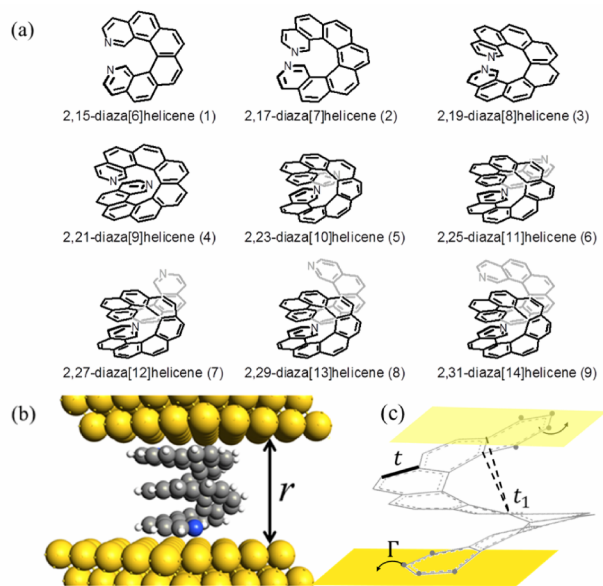 (a)
N N
2,15-diaza[6]helicene (1)
N N
2,17-diaza[7]helicene (2)
N N
2,19-diaza[8]helicene (3)
N N
2,21-diaza[9]helicene (4)
N N
2,23-diaza[10]helicene (5)
N N
2,25-diaza[11]helicene (6)
N N
2,27-diaza[12]helicene (7)
N N
2,29-diaza[13]helicene (8)
N N
2,31-diaza[14]helicene (9)
(b)
r
(c)
t
t₁
Γ